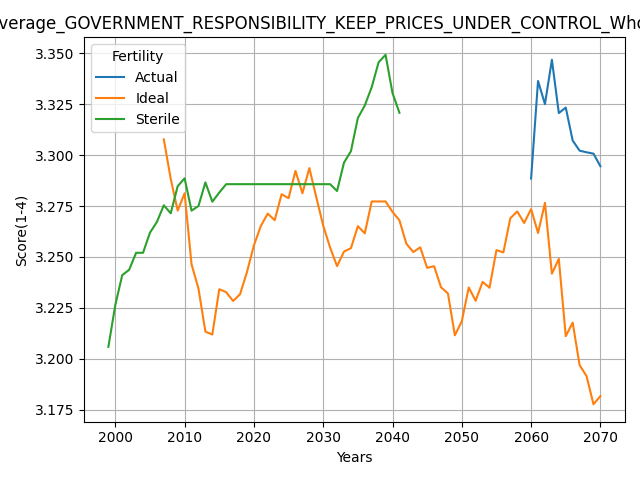 verage_GOVERNMENT_RESPONSIBILITY_KEEP_PRICES_UNDER_CONTROL_Who
Fertility
Actual
Ideal
Sterile
3.350
3.325
3.300
3.275
3.250
3.225
3.200
3.175
Score(1-4)
2000 2010 2020 2030 2040 2050 2060 2070
Years